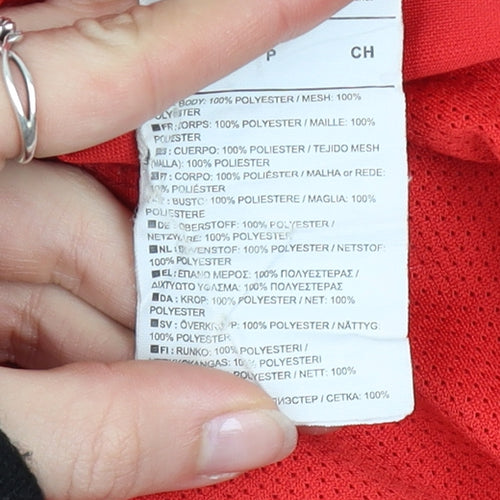 P CH
BODY: 100% POLYESTER / MESH: 100%
POLYESTER
FR: CORPS: 100% POLYESTER / MAILLE: 100%
POLIESTER
ES: CUERPO: 100% POLIESTER / TEJIDO MESH
(MALLA): 100% POLIESTER
PT: CORPO: 100% POLIÉSTER / MALHA or REDE:
100% POLIÉSTER
BUSTO: 100% POLIESTERE / MAGLIA: 100%
POLIESTERE
DE: OBERSTOFF: 100% POLYESTER /
NETZWARE: 100% POLYESTER
NL: BOVENSTOF: 100% POLYESTER / NETSTOF:
100% POLYESTER
EL: ΕΠΑΝΩ ΜΕΡΟΣ: 100% ΠΟΛΥΕΣΤΕΡΑΣ /
ΔΙΧΤΥΩΤΟ ΥΦΑΣΜΑ: 100% ΠΟΛΥΕΣΤΕΡΑΣ
DA: KROP: 100% POLYESTER / NET: 100%
POLYESTER
SV: ÖVERKROPP: 100% POLYESTER / NÄTTYG:
100% POLYESTER
FI: RUNKO: 100% POLYESTERI /
VERKKOKANGAS: 100% POLYESTERI
POLYESTER / NETT: 100%
/ СЕТКА: 100%